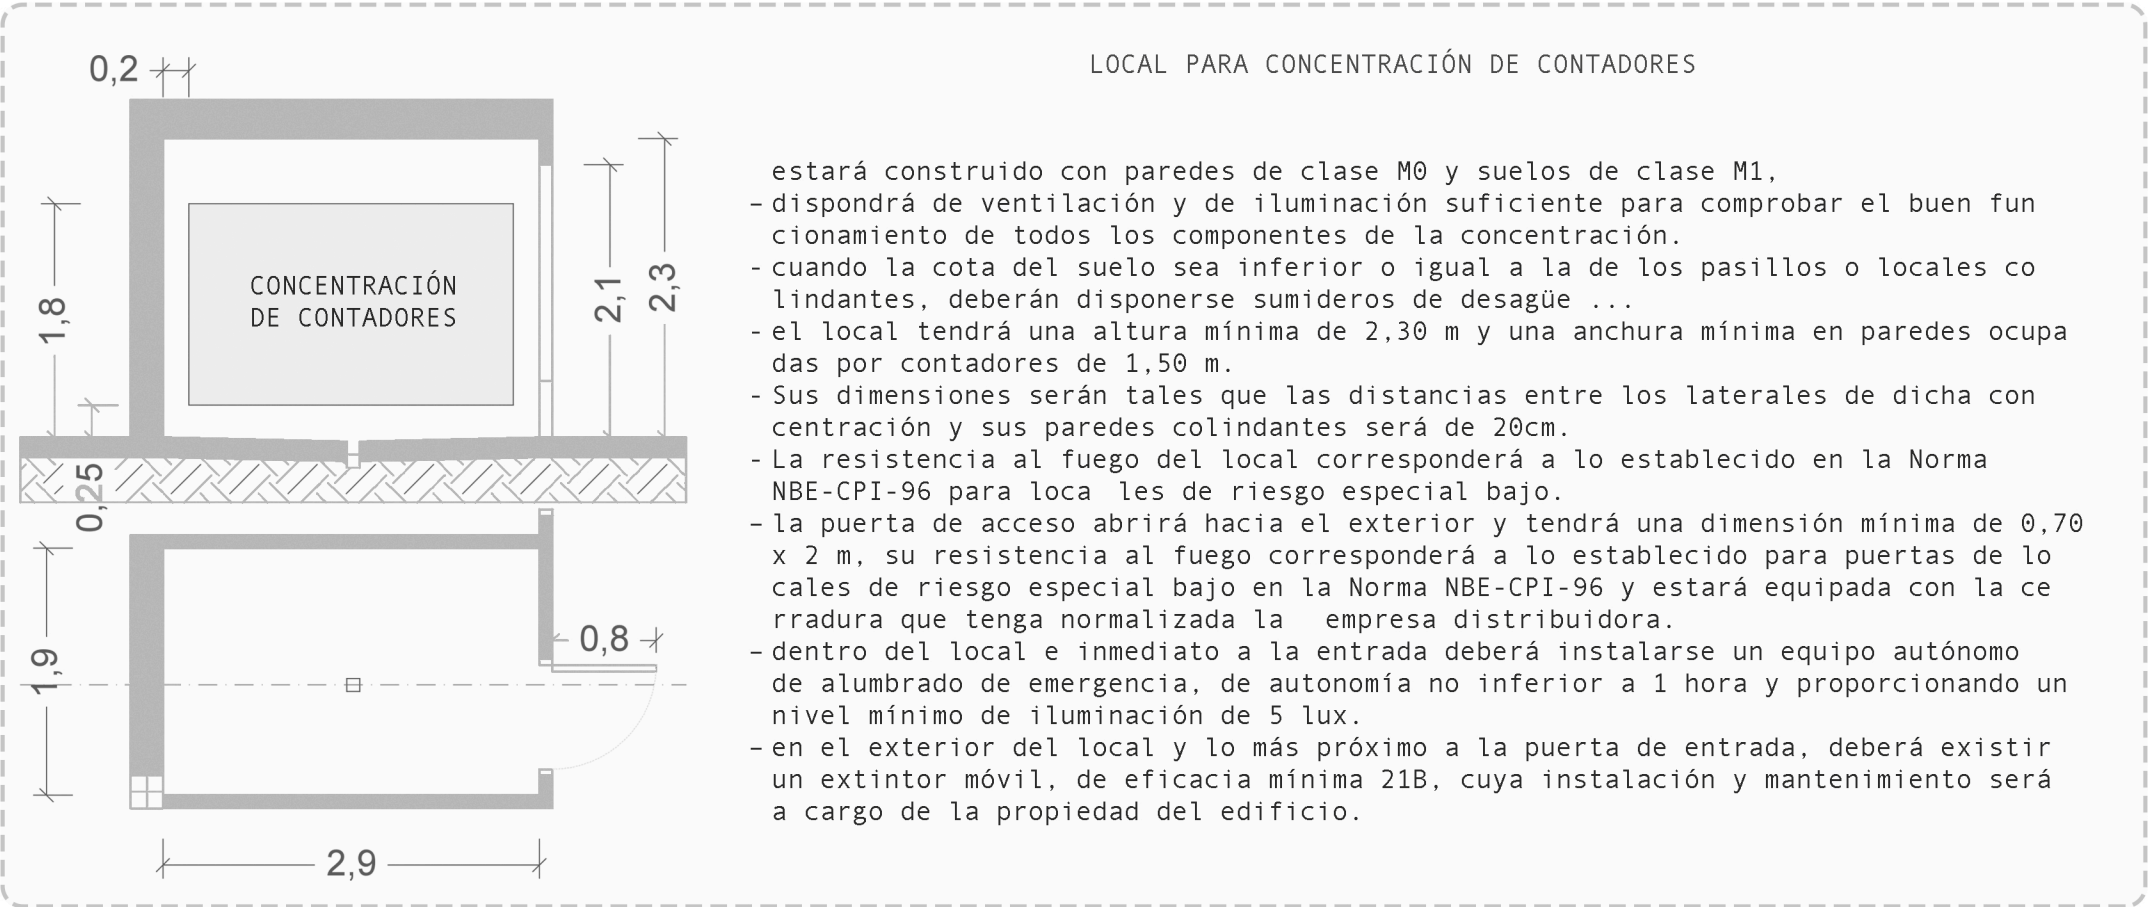 LOCAL PARA CONCENTRACIÓN DE CONTADORES
0,2
1,8
CONCENTRACIÓN
DE CONTADORES
2,1
2,3
0,25
1,9
0,8
2,9
estará construido con paredes de clase M0 y suelos de clase M1,
– dispondrá de ventilación y de iluminación suficiente para comprobar el buen fun
cionamiento de todos los componentes de la concentración.
- cuando la cota del suelo sea inferior o igual a la de los pasillos o locales co
lindantes, deberán disponerse sumideros de desagüe ...
- el local tendrá una altura mínima de 2,30 m y una anchura mínima en paredes ocupa
das por contadores de 1,50 m.
- Sus dimensiones serán tales que las distancias entre los laterales de dicha con
centración y sus paredes colindantes será de 20cm.
- La resistencia al fuego del local corresponderá a lo establecido en la Norma
NBE-CPI-96 para loca les de riesgo especial bajo.
– la puerta de acceso abrirá hacia el exterior y tendrá una dimensión mínima de 0,70
x 2 m, su resistencia al fuego corresponderá a lo establecido para puertas de lo
cales de riesgo especial bajo en la Norma NBE-CPI-96 y estará equipada con la ce
rradura que tenga normalizada la empresa distribuidora.
– dentro del local e inmediato a la entrada deberá instalarse un equipo autónomo
de alumbrado de emergencia, de autonomía no inferior a 1 hora y proporcionando un
nivel mínimo de iluminación de 5 lux.
– en el exterior del local y lo más próximo a la puerta de entrada, deberá existir
un extintor móvil, de eficacia mínima 21B, cuya instalación y mantenimiento será
a cargo de la propiedad del edificio.